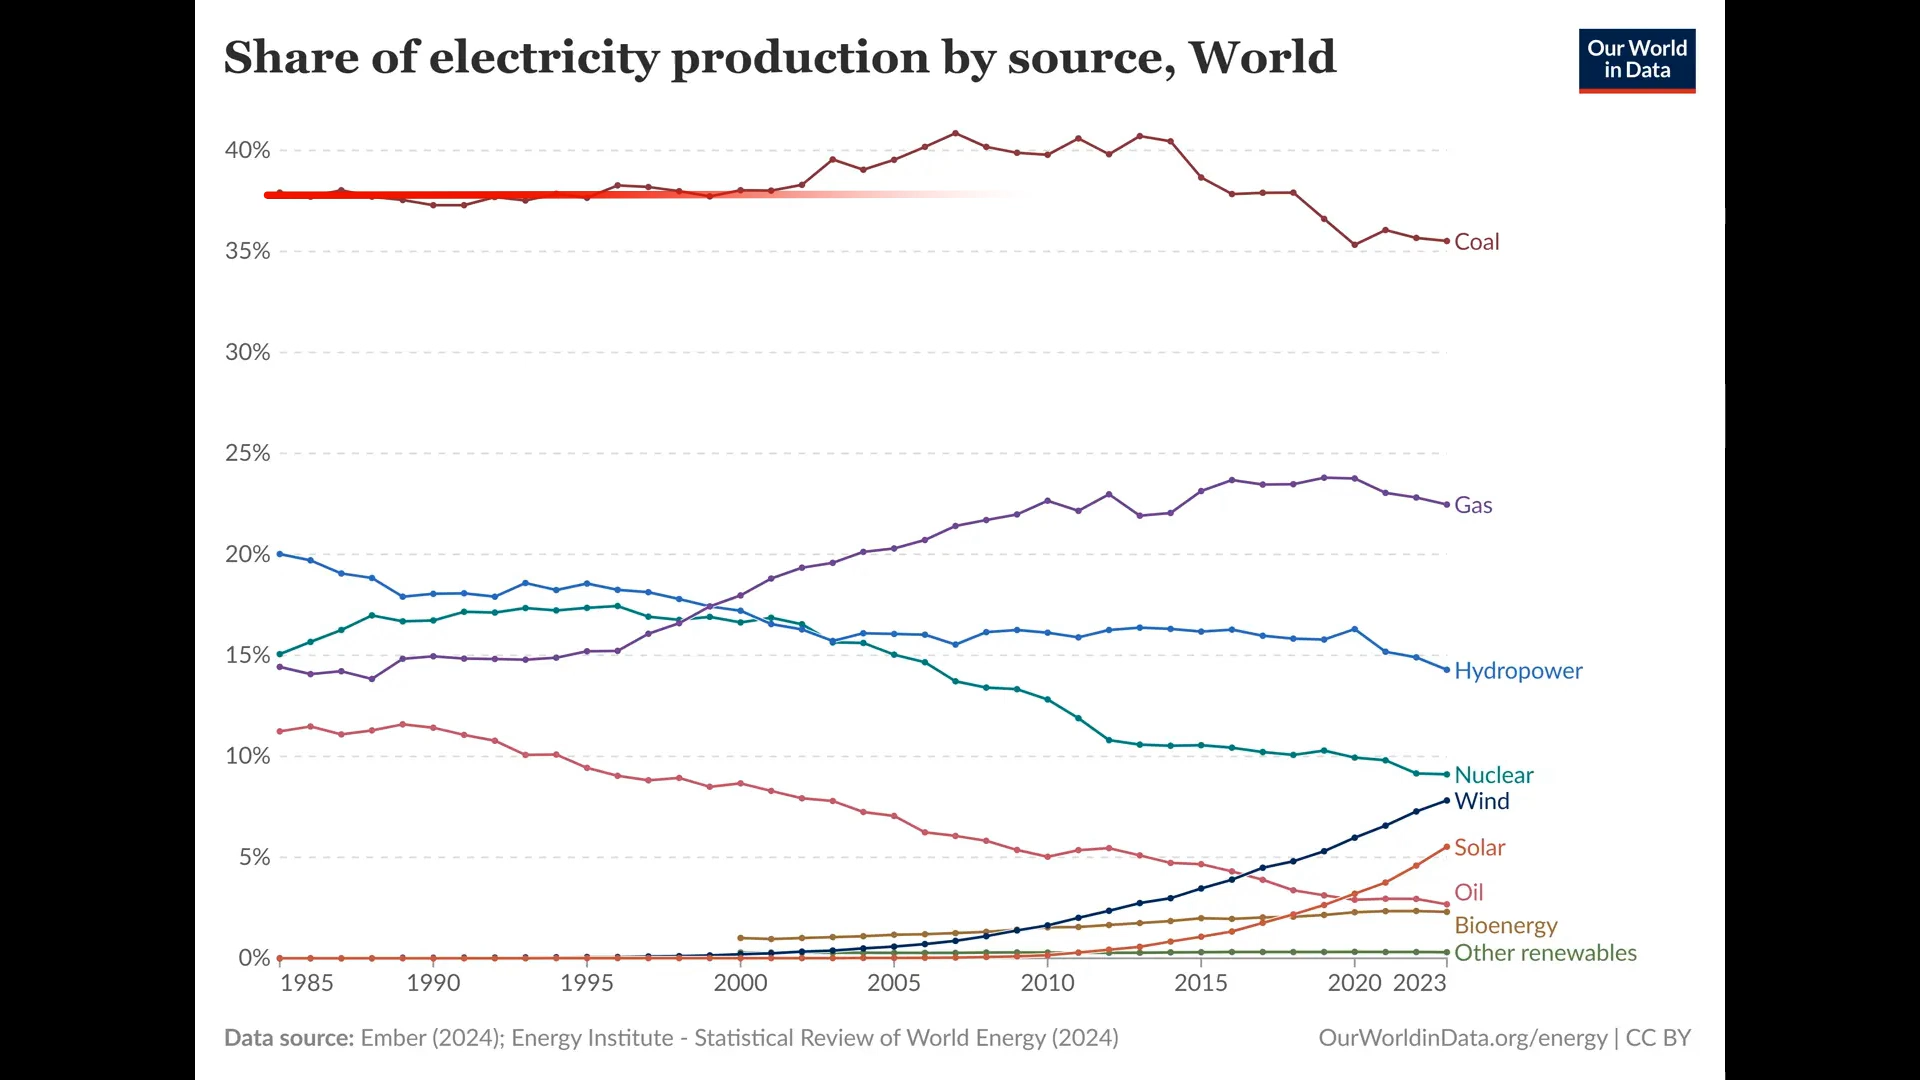 Share of electricity production by source, World
Our World
in Data
40%
35%
30%
25%
20%
15%
10%
5%
0%
Coal
Gas
Hydropower
Nuclear
Wind
Solar
Oil
Bioenergy
Other renewables
1985 1990 1995 2000 2005 2010 2015 2020 2023
Data source: Ember (2024); Energy Institute - Statistical Review of World Energy (2024)
OurWorldinData.org/energy | CC BY